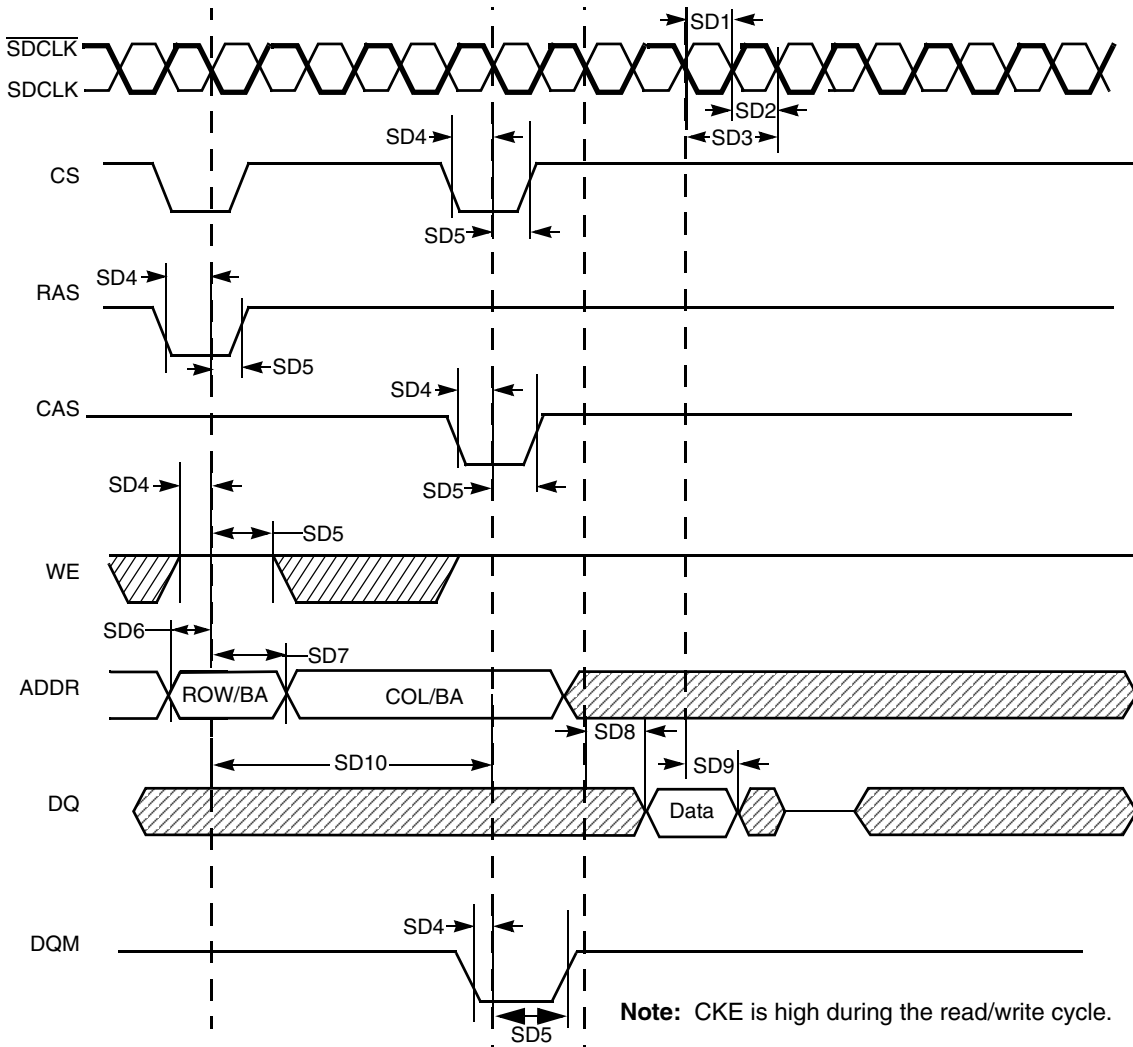 SD1
SDCLK
SDCLK
SD2
SD4
SD3
CS
SD5
SD4
RAS
SD5
SD4
CAS
SD4
SD5
SD5
WE
SD6
SD7
ADDR
ROW/BA
COL/BA
SD8
SD10
SD9
DQ
Data
SD4
DQM
Note: CKE is high during the read/write cycle.
SD5